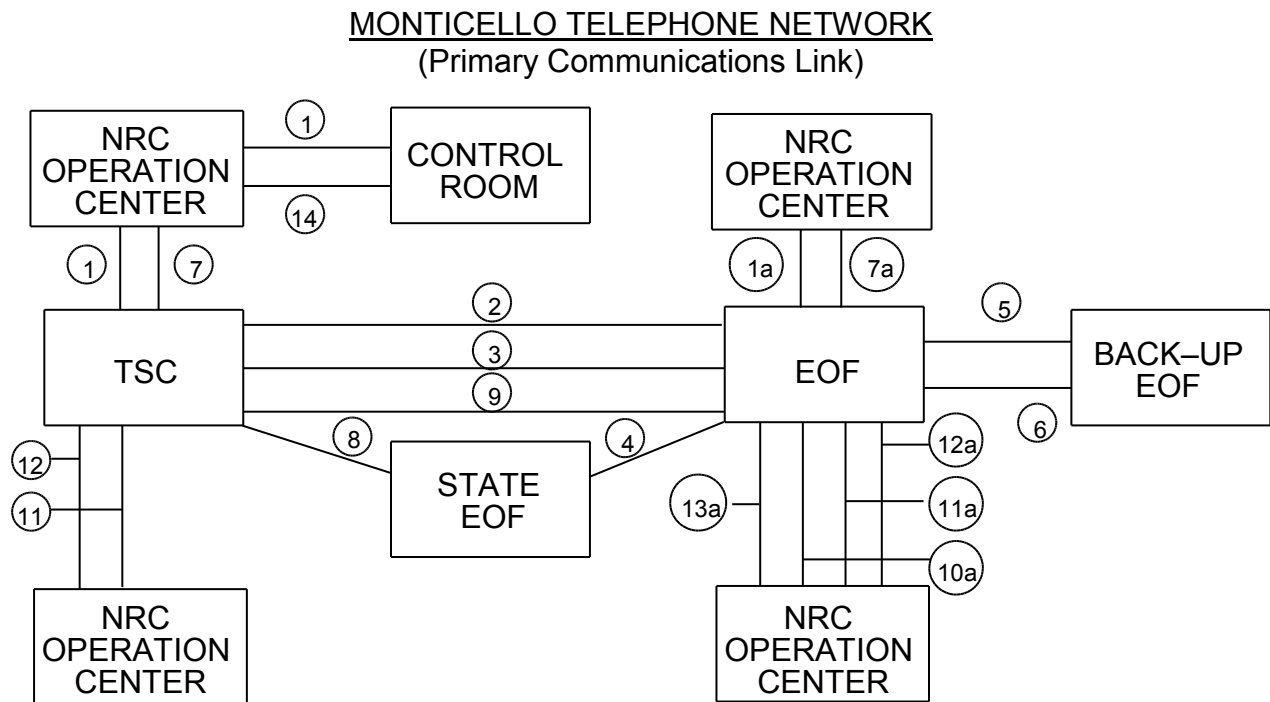 MONTICELLO TELEPHONE NETWORK
(Primary Communications Link)
NRC
OPERATION
CENTER
1
14
CONTROL
ROOM
NRC
OPERATION
CENTER
1
7
1a
7a
TSC
2
3
9
EOF
5
6
BACK–UP
EOF
8
4
STATE
EOF
12
11
13a
12a
11a
10a
NRC
OPERATION
CENTER
NRC
OPERATION
CENTER